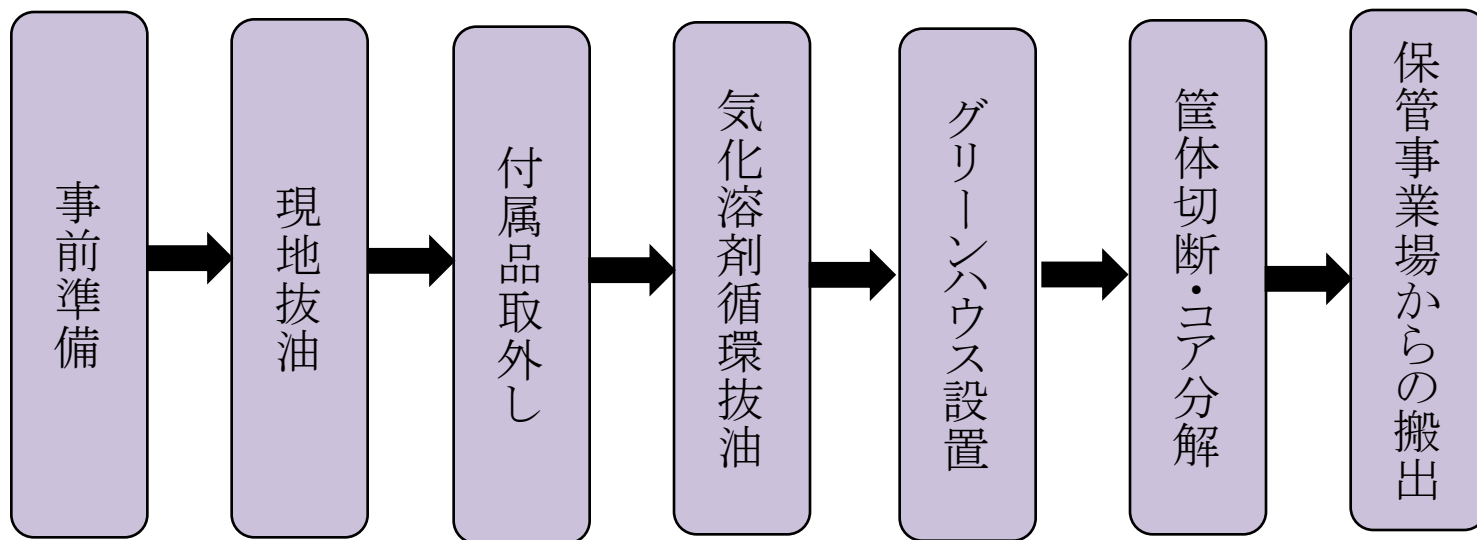 事前準備
現地抜油
付属品取外し
気化溶剤循環抜油
グリーンハウス設置
筐体切断・コア分解
保管事業場からの搬出